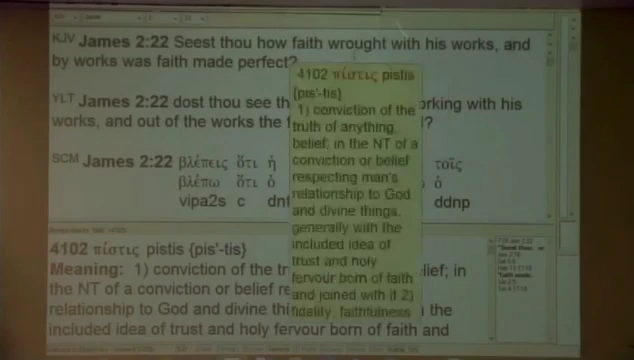 KJV James 2:22 Seest thou how faith wrought with his works, and
by works was faith made perfect?
YLT James 2:22 dost thou see th
orking with his
works, and out of the works the
?
SCM James 2:22 βλέπεις ὅτι ἡ
τοῖς
βλέπω ὅτι ὁ
ὁ
vipa2s c
ddnp
4102 πίστις pistis
{pis'-tis}
1) conviction of the
truth of anything,
belief; in the NT of a
conviction or belief
respecting man's
relationship to God
and divine things,
generally with the
included idea of
trust and holy
fervour born of faith
and joined with it 2)
fidelity, faithfulness
4102 πίστις pistis {pis'-tis}
Meaning: 1) conviction of the tr
lief; in
the NT of a conviction or belief re
relationship to God and divine thi
the
included idea of trust and holy fervour born of faith and